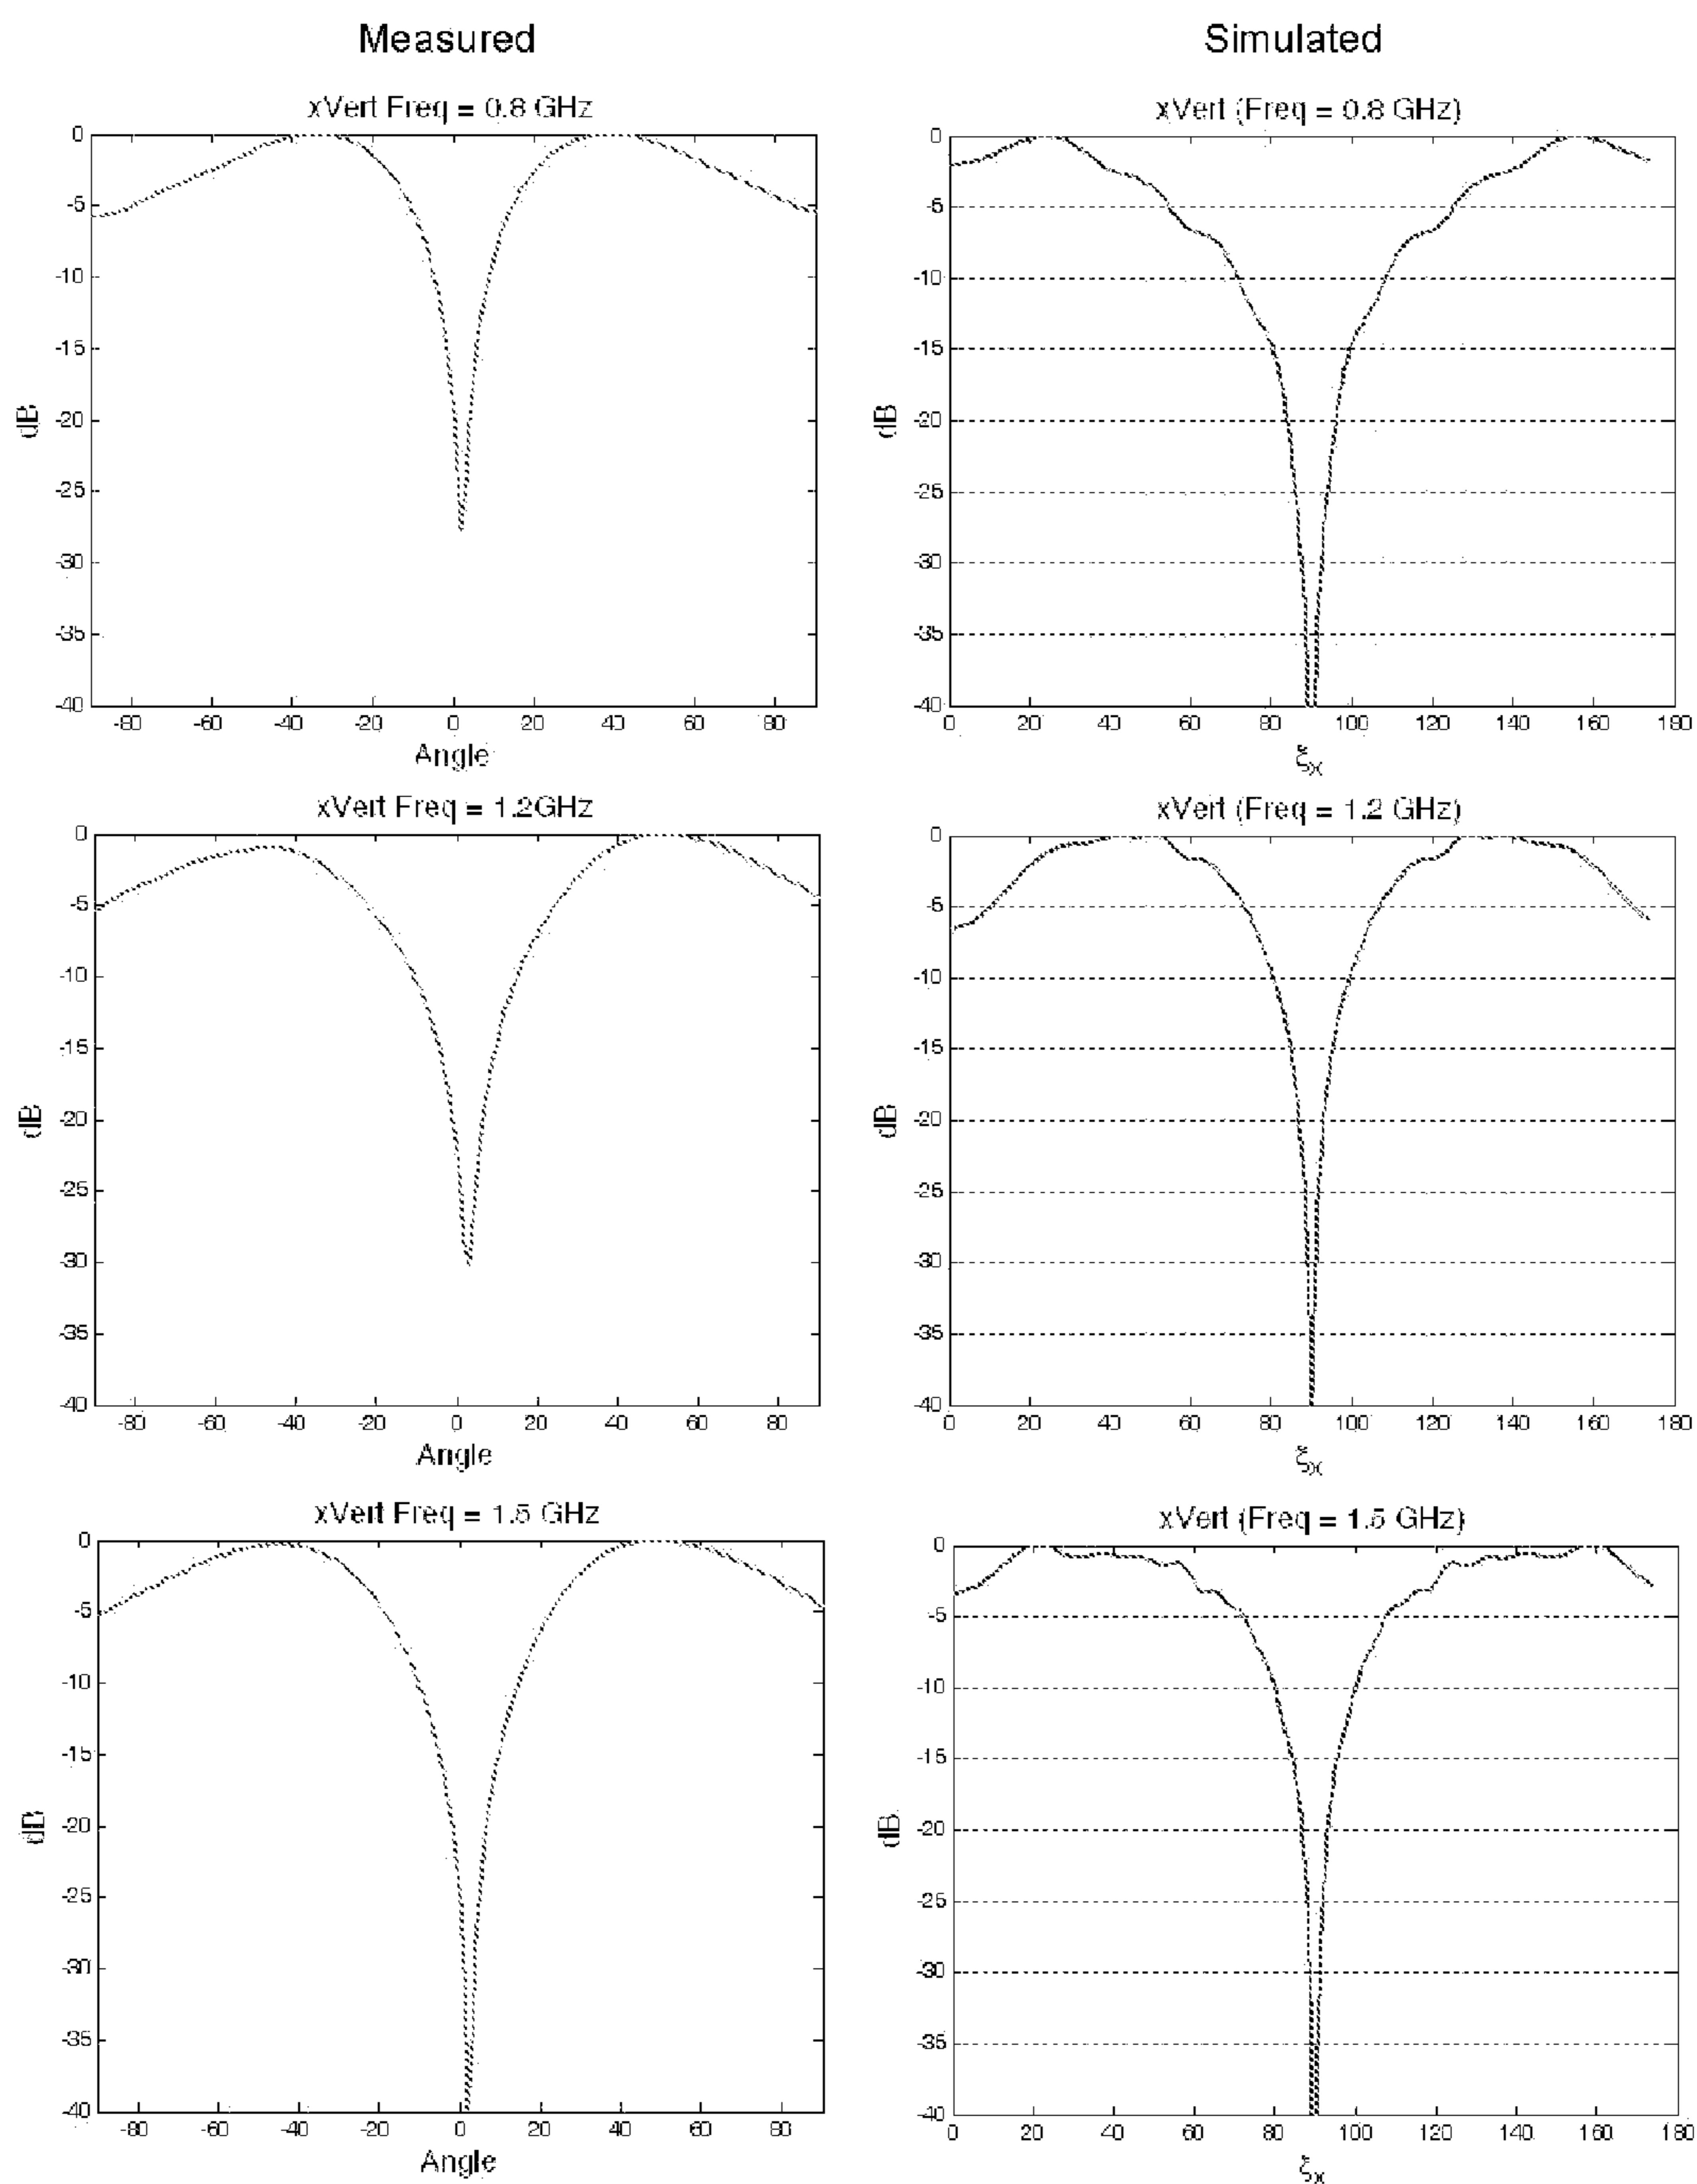 Measured
Simulated
xVert Freq = 0.8 GHz
0
-5
-10
-15
-20
-25
-30
-35
-40
dB
-80 -60 -40 -20 0 20 40 60 80
Angle
xVert (Freq = 0.8 GHz)
0
-5
-10
-15
-20
-25
-30
-35
-40
dB
0 20 40 60 80 100 120 140 160 180
ξx
xVert Freq = 1.2GHz
0
-5
-10
-15
-20
-25
-30
-35
-40
dB
-80 -60 -40 -20 0 20 40 60 80
Angle
xVert (Freq = 1.2 GHz)
0
-5
-10
-15
-20
-25
-30
-35
-40
dB
0 20 40 60 80 100 120 140 160 180
ξx
xVert Freq = 1.5 GHz
0
-5
-10
-15
-20
-25
-30
-35
-40
dB
-80 -60 -40 -20 0 20 40 60 80
Angle
xVert (Freq = 1.5 GHz)
0
-5
-10
-15
-20
-25
-30
-35
-40
dB
0 20 40 60 80 100 120 140 160 180
ξx